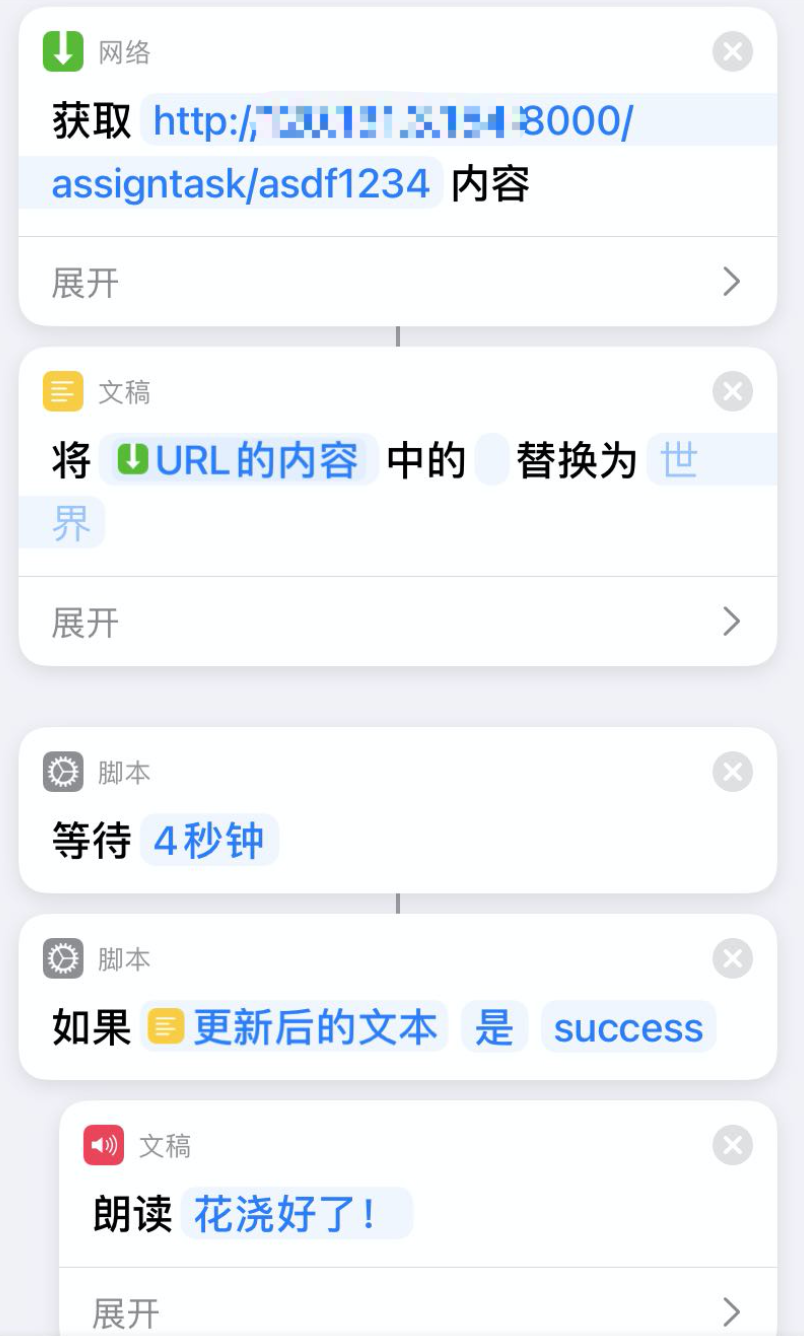 网络
获取 http:/ 8000/
assigntask/asdf1234 内容
展开
文稿
将 URL的内容 中的 替换为 世
界
展开
脚本
等待 4秒钟
脚本
如果 更新后的文本 是 success
文稿
朗读 花浇好了！
展开